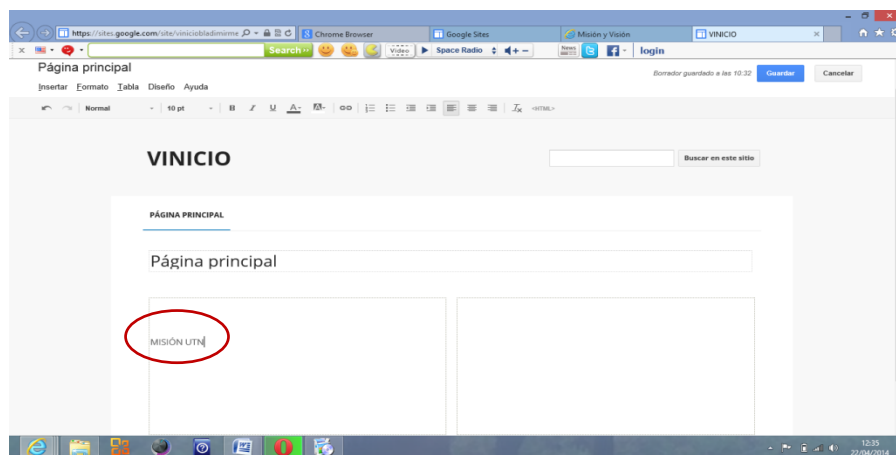 https://sites.google.com/site/viniciobladimirme
Chrome Browser
Google Sites
Misión y Visión
VINICIO
Search
Video
Space Radio
News
login
Página principal
Borrador guardado a las 10:32
Guardar
Cancelar
Insertar Formato Tabla Diseño Ayuda
Normal
10 pt
B I U A
<HTML>
VINICIO
Buscar en este sitio
PÁGINA PRINCIPAL
Página principal
MISIÓN UTN
12:35
22/04/2014